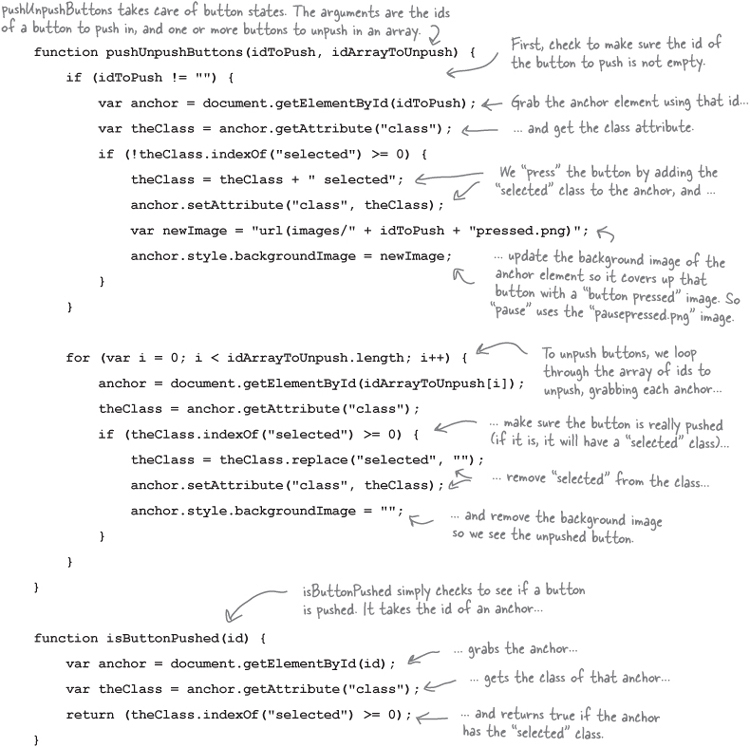 pushUnpushButtons takes care of button states. The arguments are the ids
of a button to push in, and one or more buttons to unpush in an array.
function pushUnpushButtons(idToPush, idArrayToUnpush) {
First, check to make sure the id of
the button to push is not empty.
if (idToPush != "") {
var anchor = document.getElementById(idToPush);
Grab the anchor element using that id...
var theClass = anchor.getAttribute("class");
... and get the class attribute.
if (!theClass.indexOf("selected") >= 0) {
theClass = theClass + " selected";
anchor.setAttribute("class", theClass);
We “press” the button by adding the
“selected” class to the anchor, and ...
var newImage = "url(images/" + idToPush + "pressed.png)";
anchor.style.backgroundImage = newImage;
... update the background image of the
anchor element so it covers up that
button with a “button pressed” image. So
“pause” uses the “pausepressed.png” image.
}
}
for (var i = 0; i < idArrayToUnpush.length; i++) {
To unpush buttons, we loop
through the array of ids to
unpush, grabbing each anchor...
anchor = document.getElementById(idArrayToUnpush[i]);
theClass = anchor.getAttribute("class");
if (theClass.indexOf("selected") >= 0) {
... make sure the button is really pushed
(if it is, it will have a “selected” class)...
theClass = theClass.replace("selected", "");
anchor.setAttribute("class", theClass);
... remove “selected” from the class...
anchor.style.backgroundImage = "";
... and remove the background image
so we see the unpushed button.
}
}
}
isButtonPushed simply checks to see if a button
is pushed. It takes the id of an anchor...
function isButtonPushed(id) {
var anchor = document.getElementById(id);
... grabs the anchor...
var theClass = anchor.getAttribute("class");
... gets the class of that anchor...
return (theClass.indexOf("selected") >= 0);
... and returns true if the anchor
has the “selected” class.
}